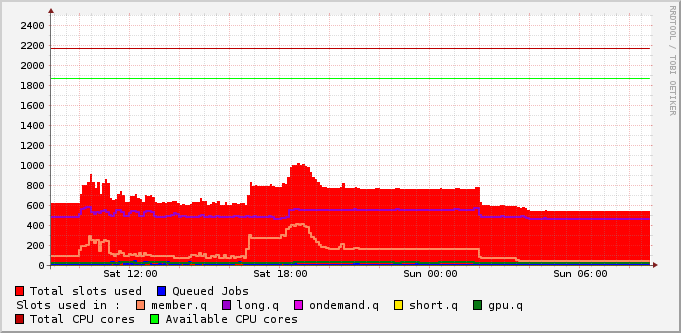 RRDTOOL / TOBI OETIKER
2400
2200
2000
1800
1600
1400
1200
1000
800
600
400
200
0
Sat 12:00 Sat 18:00 Sun 00:00 Sun 06:00
Total slots used Queued Jobs
Slots used in : member.q long.q ondemand.q short.q gpu.q
Total CPU cores Available CPU cores